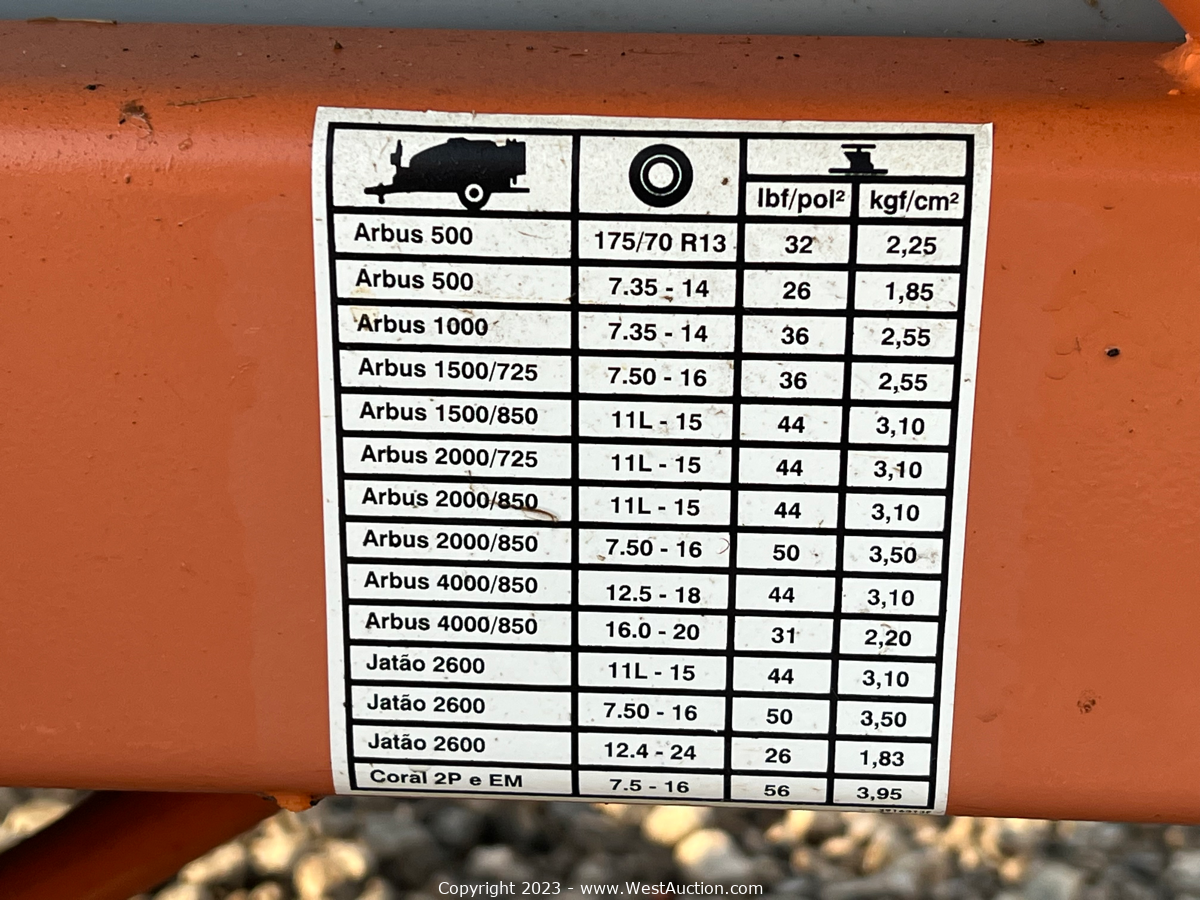 lbf/pol² kgf/cm²
Arbus 500 175/70 R13 32 2,25
Arbus 500 7.35 - 14 26 1,85
Arbus 1000 7.35 - 14 36 2,55
Arbus 1500/725 7.50 - 16 36 2,55
Arbus 1500/850 11L - 15 44 3,10
Arbus 2000/725 11L - 15 44 3,10
Arbus 2000/850 11L - 15 44 3,10
Arbus 2000/850 7.50 - 16 50 3,50
Arbus 4000/850 12.5 - 18 44 3,10
Arbus 4000/850 16.0 - 20 31 2,20
Jatão 2600 11L - 15 44 3,10
Jatão 2600 7.50 - 16 50 3,50
Jatão 2600 12.4 - 24 26 1,83
Coral 2P e EM 7.5 - 16 56 3,95
Copyright 2023 - www.WestAuction.com